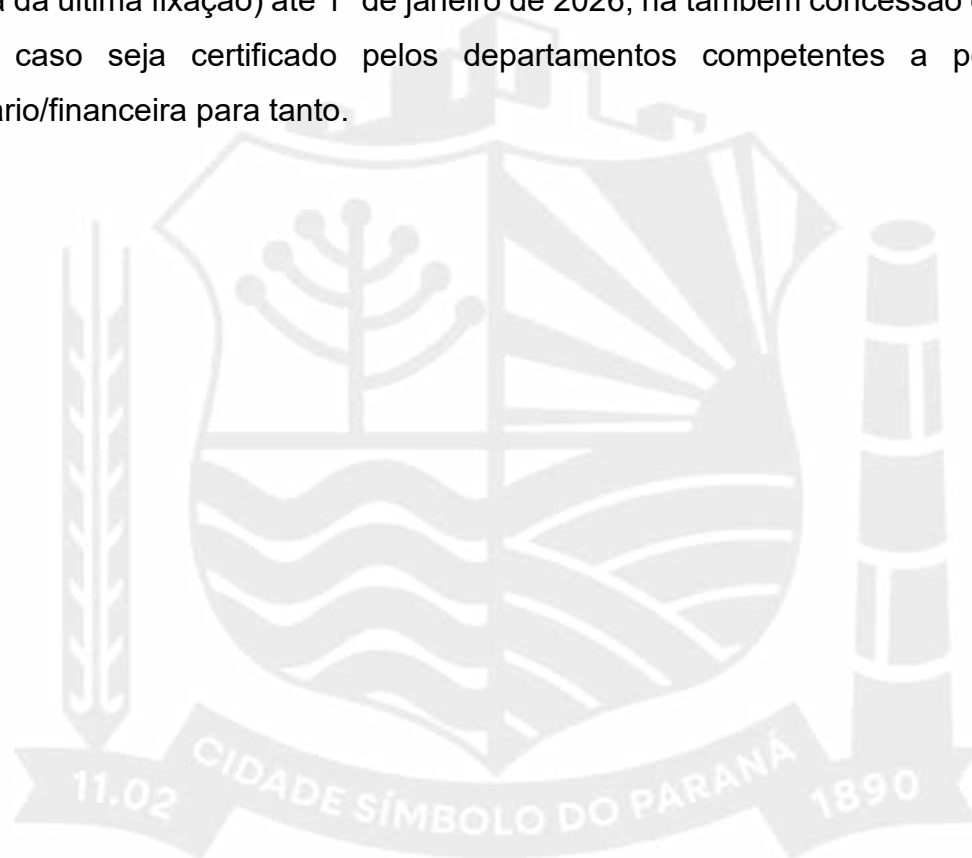 da última fixação) até 1º de janeiro de 2026, há também concessão
caso seja certificado pelos departamentos competentes a
rio/financeira para tanto.
CIDADE SÍMBOLO DO PARANÁ
11.02
1890